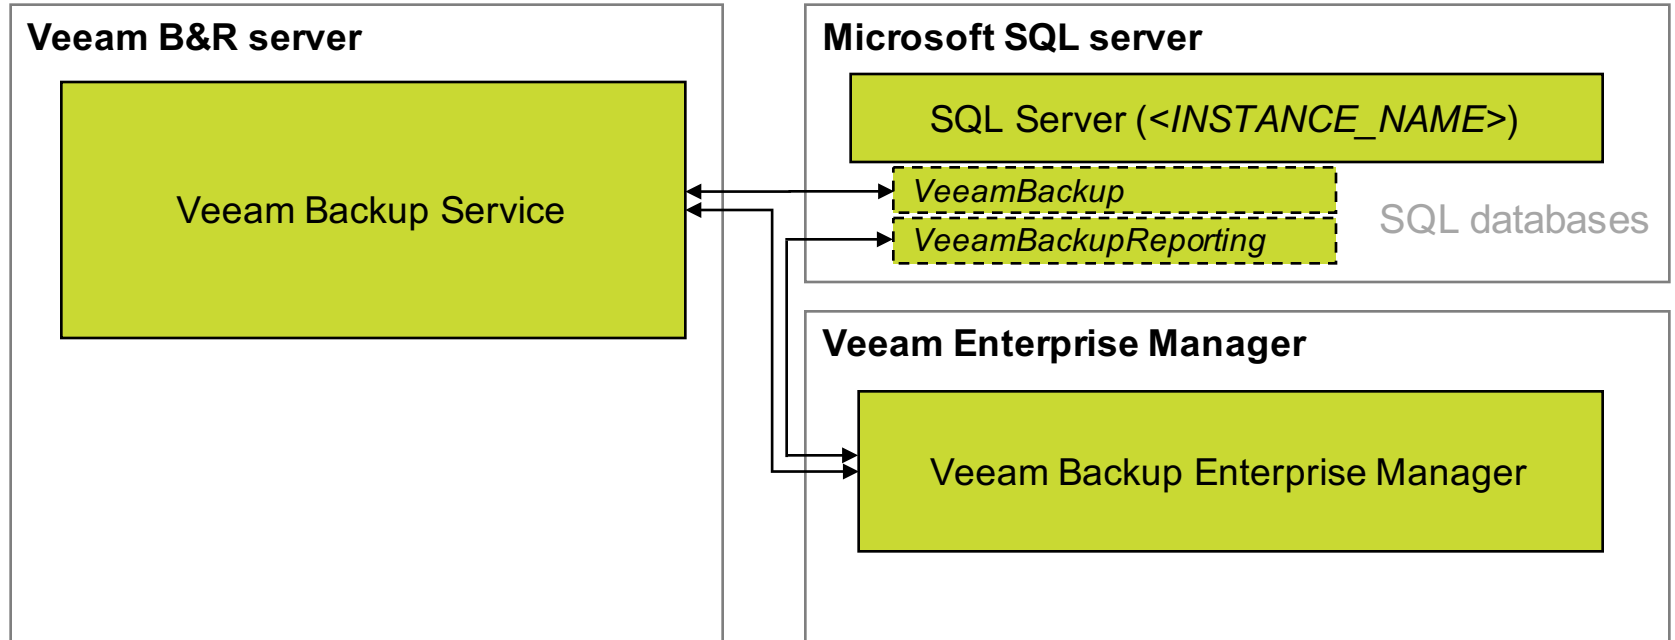 Veeam B&R server
Veeam Backup Service
Microsoft SQL server
SQL Server (<INSTANCE_NAME>)
VeeamBackup
VeeamBackupReporting
SQL databases
Veeam Enterprise Manager
Veeam Backup Enterprise Manager